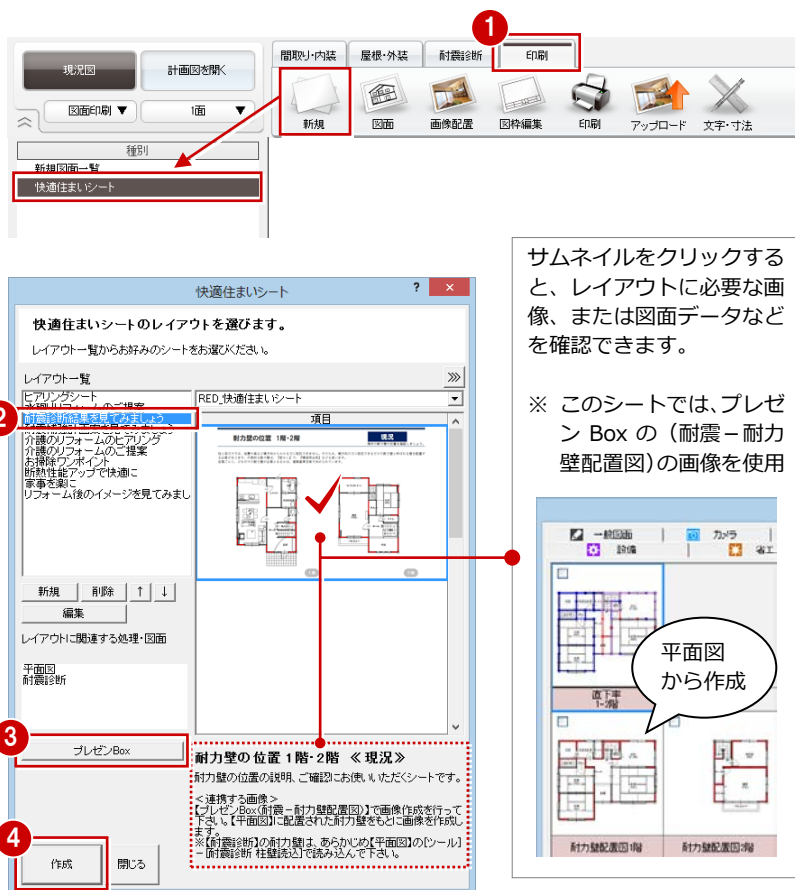 1
現況図
計画図を開く
図面印刷 ▼
1面 ▼
種別
新規図面一覧
快適住まいシート
間取り・内装
屋根・外装
耐震診断
印刷
新規
図面
画像配置
図枠編集
印刷
アップロード
文字・寸法
快適住まいシート
? ×
快適住まいシートのレイアウトを選びます。
レイアウト一覧からお好みのシートをお選びください。
レイアウト一覧
ヒアリングシート
2
耐震診断結果を見てみましょう
介護のリフォームのヒアリング
介護のリフォームのご提案
お掃除ワンポイント
断熱性能アップで快適に
家事を楽に
リフォーム後のイメージを見てみまし
RED_快適住まいシート
項目
耐力壁の位置 1階・2階
現況
新規
削除
↑
↓
編集
レイアウトに関連する処理・図面
平面図
耐震診断
3
プレゼンBox
4
作成
閉じる
耐力壁の位置 1階・2階 ≪現況≫
耐力壁の位置の説明、ご確認にお使いいただくシートです。
<連携する画像>
【プレゼンBox(耐震－耐力壁配置図)】で画像作成を行って
下さい。【平面図】に配置された耐力壁をもとに画像を作成し
ます。
※【耐震診断】の耐力壁は、あらかじめ【平面図】の[ツール]
－[耐震診断 柱壁読込]で読み込んで下さい。
サムネイルをクリックする
と、レイアウトに必要な画
像、または図面データなど
を確認できます。
※ このシートでは、プレゼ
ン Box の（耐震－耐力
壁配置図）の画像を使用
一般図面
カメラ
設備
省エ
直下率
1-2階
平面図
から作成
耐力壁配置図1階
耐力壁配置図2階